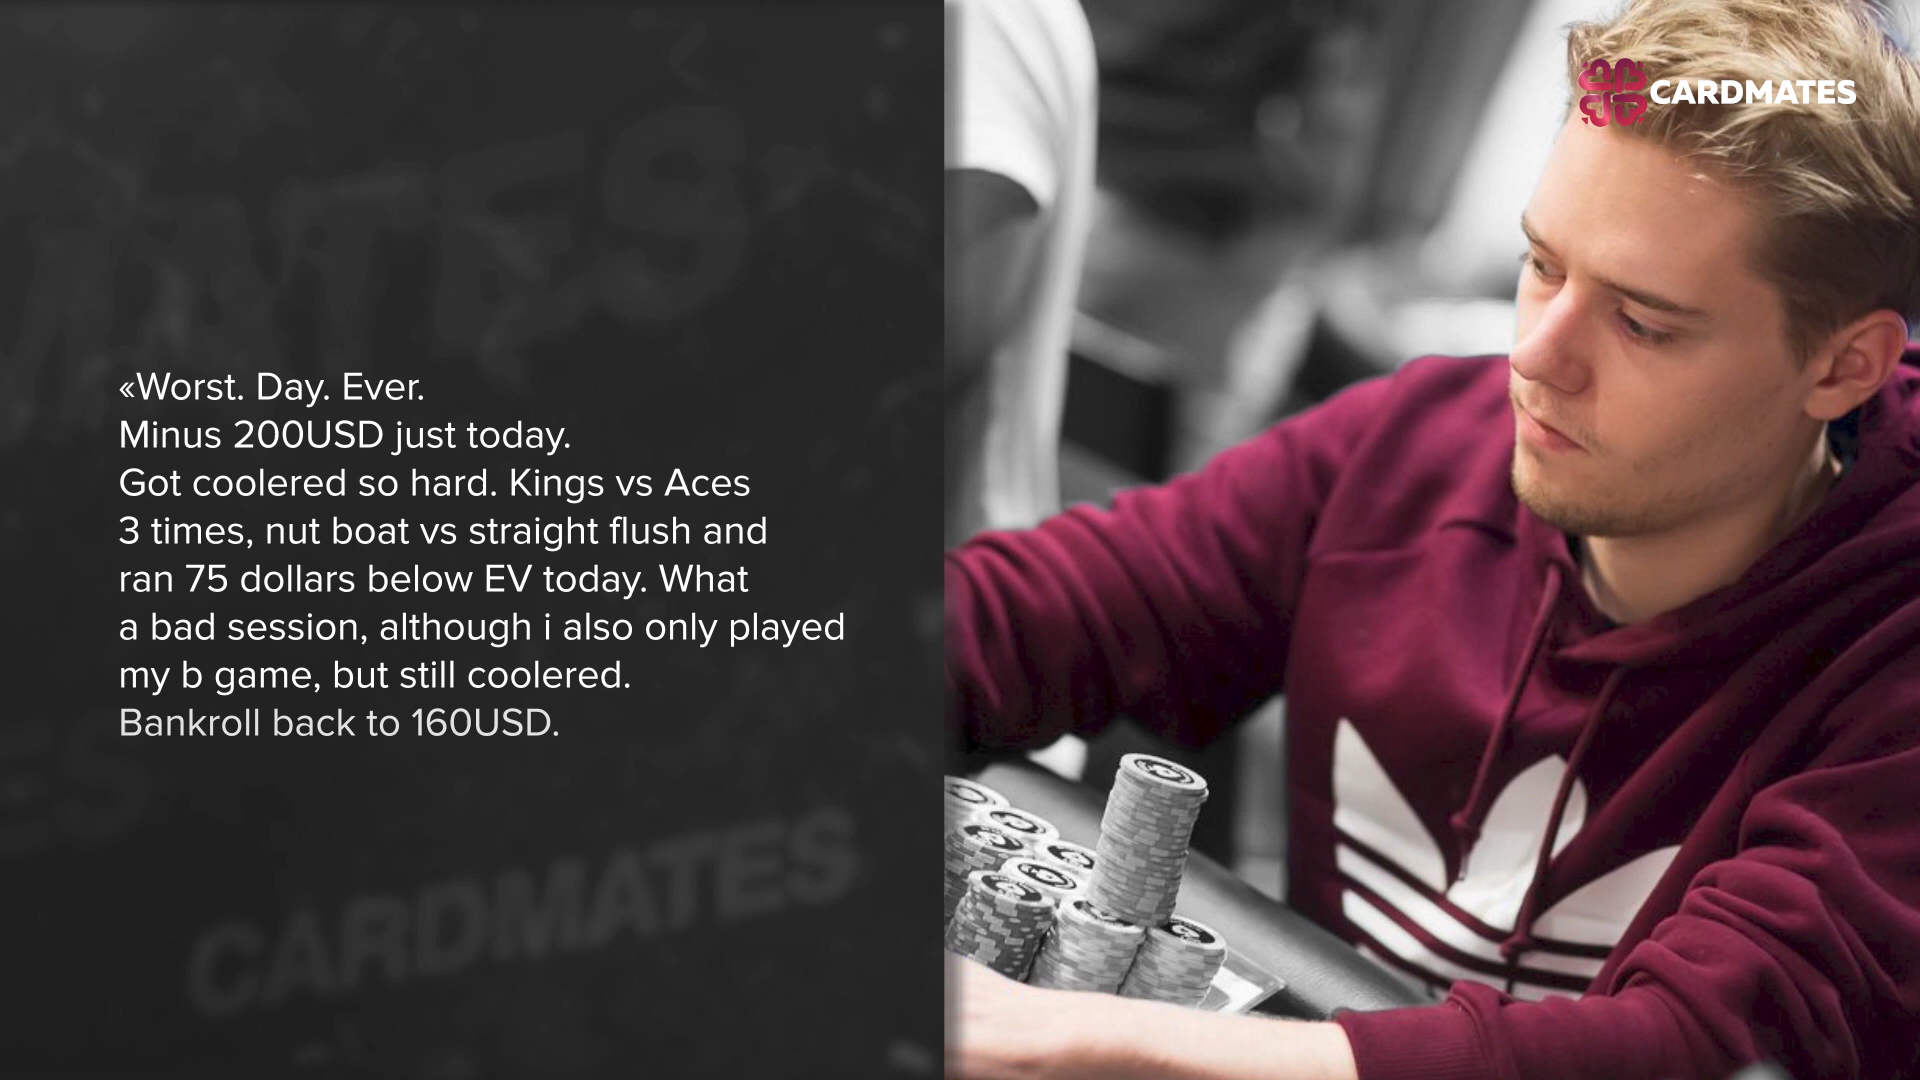 CARDMATES
«Worst. Day. Ever.
Minus 200USD just today.
Got coolered so hard. Kings vs Aces
3 times, nut boat vs straight flush and
ran 75 dollars below EV today. What
a bad session, although i also only played
my b game, but still coolered.
Bankroll back to 160USD.
CARDMATES